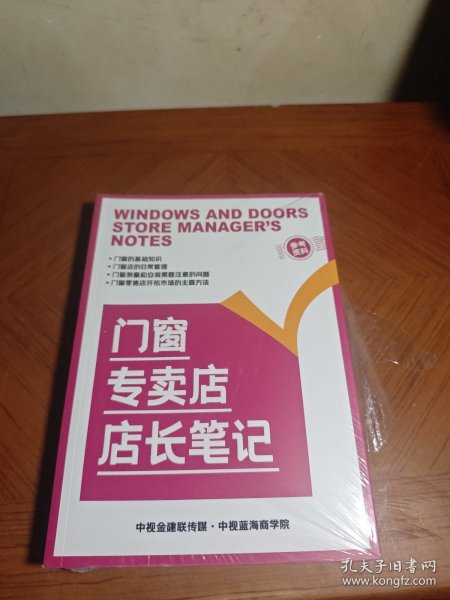 WINDOWS AND DOORS
STORE MANAGER'S
NOTES
参考
资料
• 门窗的基础知识
• 门窗店的日常管理
• 门窗测量和安装需要注意的问题
• 门窗零售店开拓市场的主要方法
门窗
专卖店
店长笔记
中视金建联传媒·中视蓝海商学院
孔夫子旧书网
www.kongfz.com